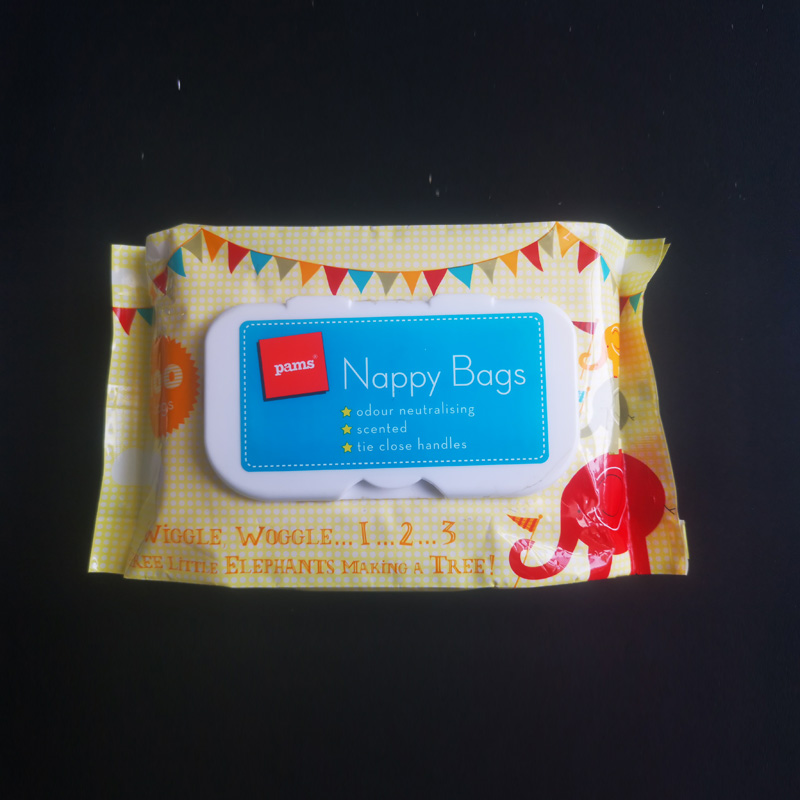 pams
Nappy Bags
odour neutralising
scented
tie close handles
Wiggle Woggle... 1 ...2 ...3
Little Elephants Making a Tree!